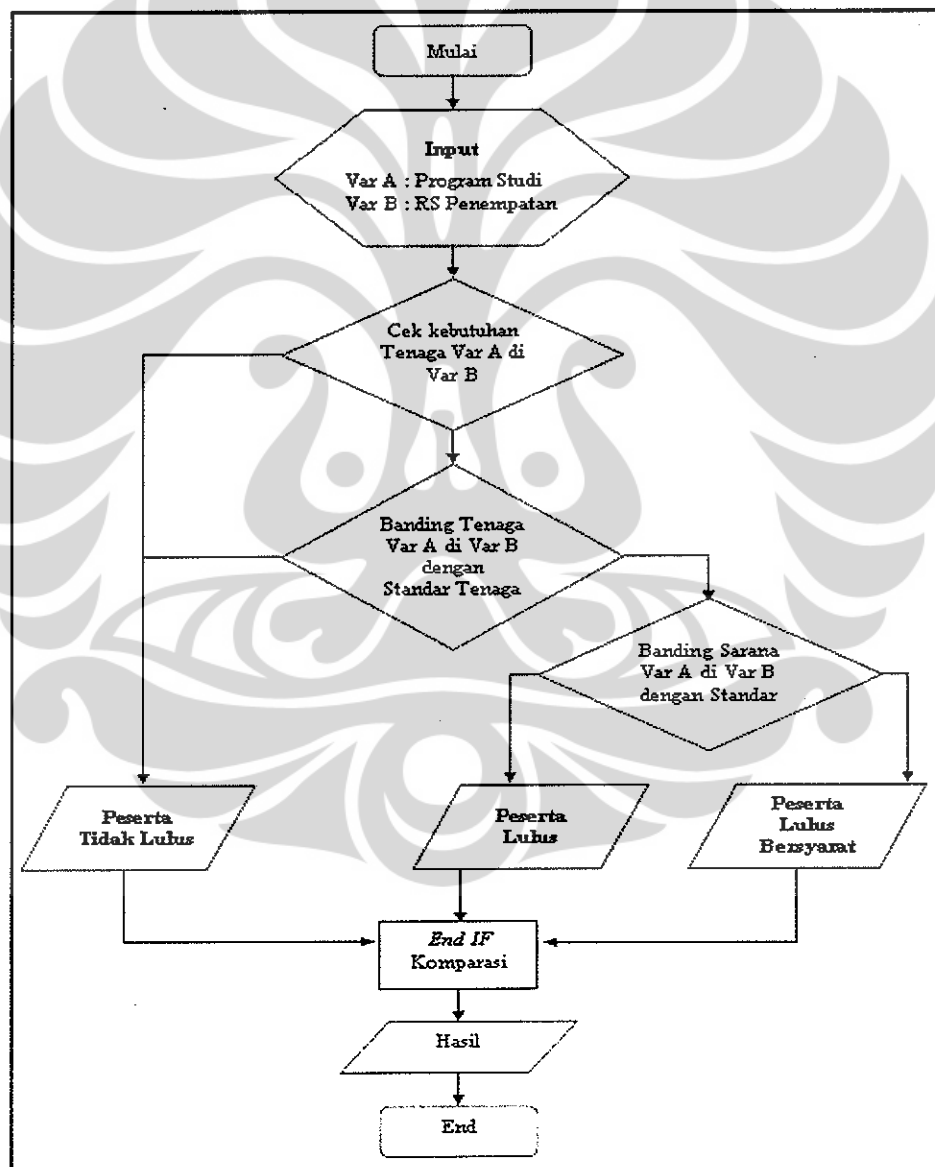 Mulai
Input
Var A : Program Studi
Var B : RS Penempatan
Cek kebutuhan
Tenaga Var A di
Var B
Banding Tenaga
Var A di Var B
dengan
Standar Tenaga
Banding Sarana
Var A di Var B
dengan Standar
Peserta
Tidak Lulus
Peserta
Lulus
Peserta
Lulus
Bersyarat
End IF
Komparasi
Hasil
End